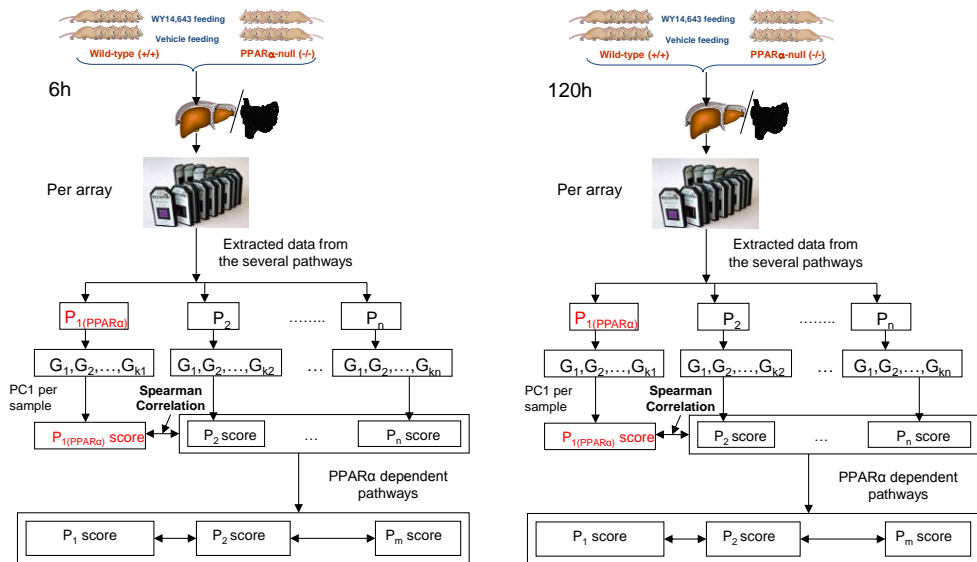 WY14,643 feeding
Vehicle feeding
Wild-type (+/+) PPARα-null (-/-)
6h
Per array
Extracted data from
the several pathways
P1(PPARα) P2 ........ Pn
G1,G2,…,Gk1 G1,G2,…,Gk2 … G1,G2,…,Gkn
PC1 per
sample
Spearman
Correlation
P1(PPARα) score P2 score … Pn score
PPARα dependent
pathways
P1 score P2 score Pm score
WY14,643 feeding
Vehicle feeding
Wild-type (+/+) PPARα-null (-/-)
120h
Per array
Extracted data from
the several pathways
P1(PPARα) P2 ........ Pn
G1,G2,…,Gk1 G1,G2,…,Gk2 … G1,G2,…,Gkn
PC1 per
sample
Spearman
Correlation
P1(PPARα) score P2 score … Pn score
PPARα dependent
pathways
P1 score P2 score Pm score